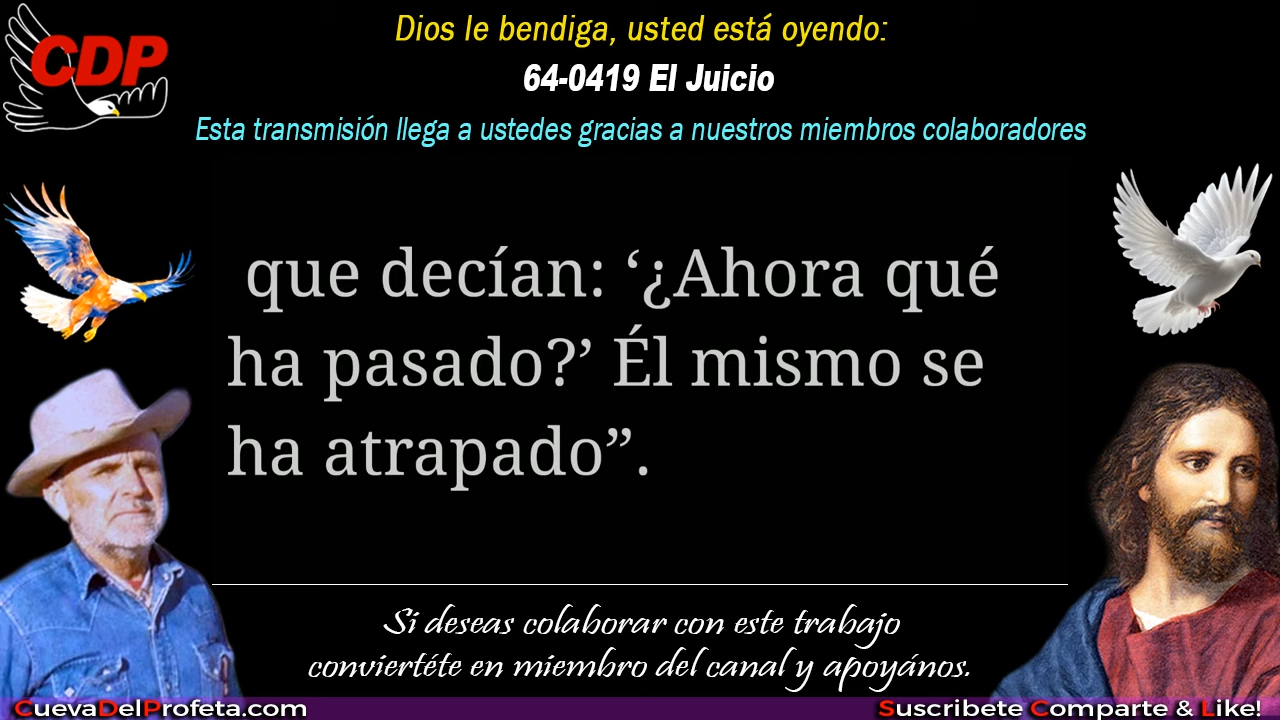 CDP
Dios le bendiga, usted está oyendo:
64-0419 El Juicio
Esta transmisión llega a ustedes gracias a nuestros miembros colaboradores
que decían: ‘¿Ahora qué
ha pasado?’ Él mismo se
ha atrapado”.
Si deseas colaborar con este trabajo
conviertéte en miembro del canal y apoyános.
CuevaDelProfeta.com
Suscribete Comparte & Like!